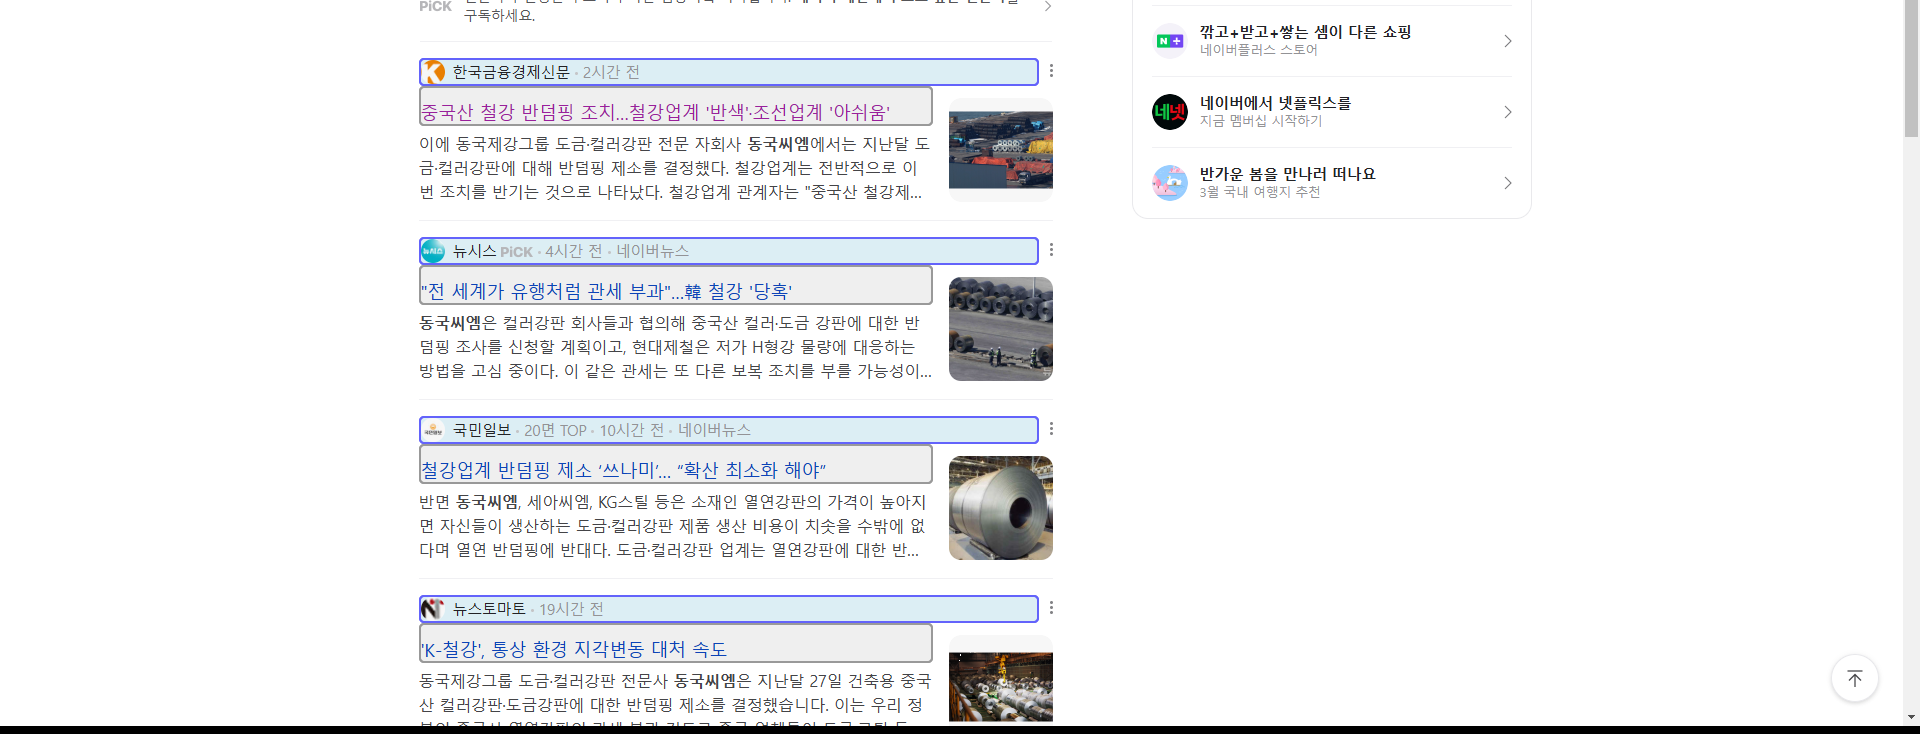 PiCK
구독하세요.
한국금융경제신문 · 2시간 전
중국산 철강 반덤핑 조치...철강업계 '반색'·조선업계 '아쉬움'
이에 동국제강그룹 도금·컬러강판 전문 자회사 동국씨엠에서는 지난달 도
금·컬러강판에 대해 반덤핑 제소를 결정했다. 철강업계는 전반적으로 이
번 조치를 반기는 것으로 나타났다. 철강업계 관계자는 "중국산 철강제...
뉴시스 PiCK · 4시간 전 · 네이버뉴스
"전 세계가 유행처럼 관세 부과"...韓 철강 '당혹'
동국씨엠은 컬러강판 회사들과 협의해 중국산 컬러·도금 강판에 대한 반
덤핑 조사를 신청할 계획이고, 현대제철은 저가 H형강 물량에 대응하는
방법을 고심 중이다. 이 같은 관세는 또 다른 보복 조치를 부를 가능성이...
국민일보 · 20면 TOP · 10시간 전 · 네이버뉴스
철강업계 반덤핑 제소 ‘쓰나미’... “확산 최소화 해야”
반면 동국씨엠, 세아씨엠, KG스틸 등은 소재인 열연강판의 가격이 높아지
면 자신들이 생산하는 도금·컬러강판 제품 생산 비용이 치솟을 수밖에 없
다며 열연 반덤핑에 반대다. 도금·컬러강판 업계는 열연강판에 대한 반...
뉴스토마토 · 19시간 전
'K-철강', 통상 환경 지각변동 대처 속도
동국제강그룹 도금·컬러강판 전문사 동국씨엠은 지난달 27일 건축용 중국
산 컬러강판·도금강판에 대한 반덤핑 제소를 결정했습니다. 이는 우리 정
깎고+받고+쌓는 셈이 다른 쇼핑
네이버플러스 스토어
네넷
네이버에서 넷플릭스를
지금 멤버십 시작하기
반가운 봄을 만나러 떠나요
3월 국내 여행지 추천